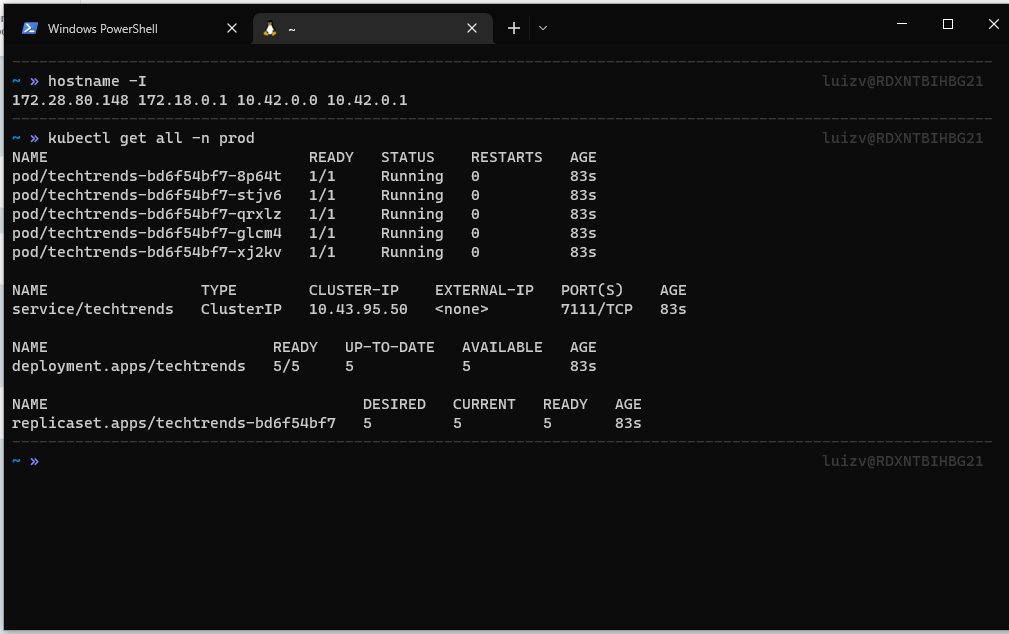 Windows PowerShell
~
~ » hostname -I luizv@RDXNTBIHBG21
172.28.80.148 172.18.0.1 10.42.0.0 10.42.0.1
~ » kubectl get all -n prod luizv@RDXNTBIHBG21
NAME READY STATUS RESTARTS AGE
pod/techtrends-bd6f54bf7-8p64t 1/1 Running 0 83s
pod/techtrends-bd6f54bf7-stjv6 1/1 Running 0 83s
pod/techtrends-bd6f54bf7-qrxlz 1/1 Running 0 83s
pod/techtrends-bd6f54bf7-glcm4 1/1 Running 0 83s
pod/techtrends-bd6f54bf7-xj2kv 1/1 Running 0 83s
NAME TYPE CLUSTER-IP EXTERNAL-IP PORT(S) AGE
service/techtrends ClusterIP 10.43.95.50 <none> 7111/TCP 83s
NAME READY UP-TO-DATE AVAILABLE AGE
deployment.apps/techtrends 5/5 5 5 83s
NAME DESIRED CURRENT READY AGE
replicaset.apps/techtrends-bd6f54bf7 5 5 5 83s
~ » luizv@RDXNTBIHBG21